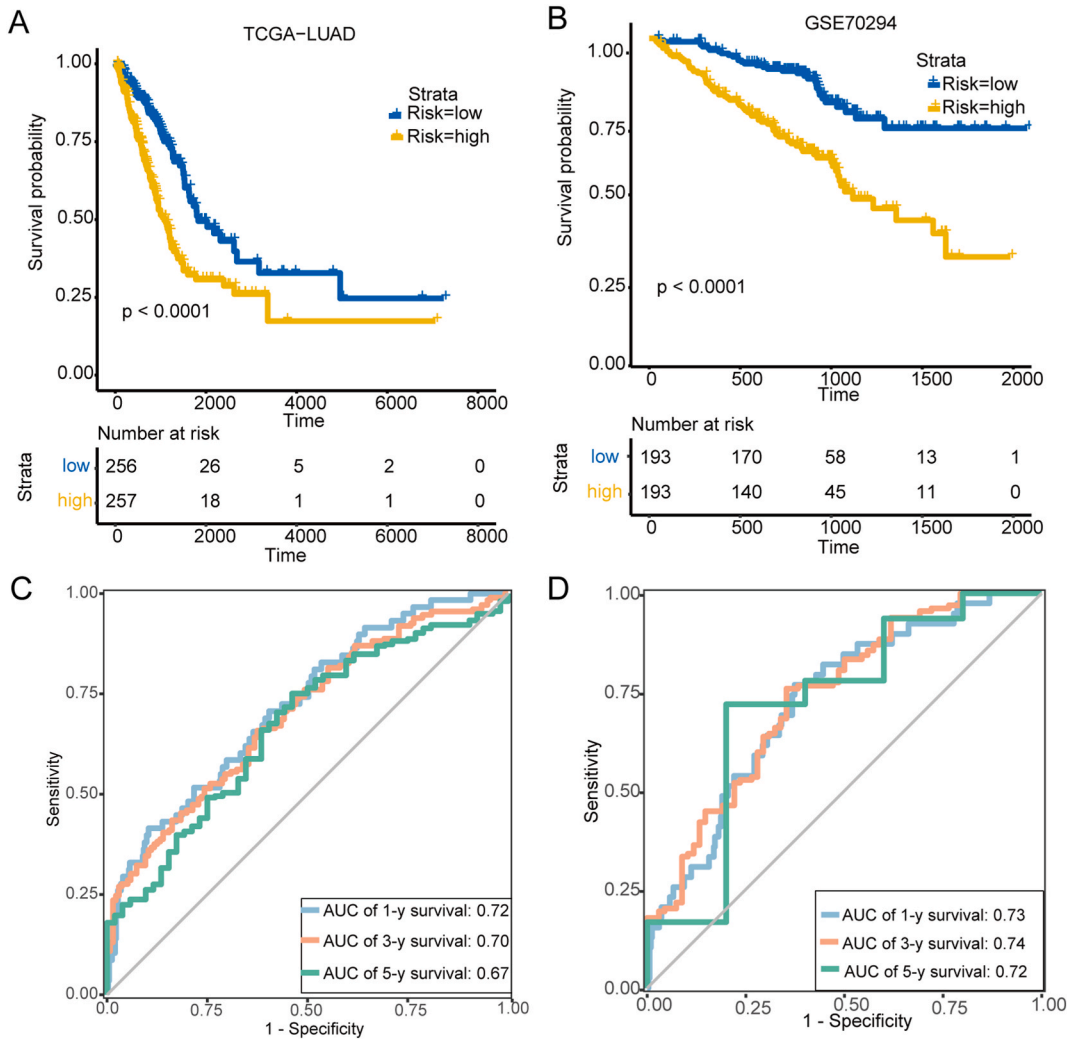 A
TCGA−LUAD
Survival probability
1.00
0.75
0.50
0.25
0.00
Strata
Risk=low
Risk=high
p < 0.0001
0 2000 4000 6000 8000
Time
Number at risk
Strata
low 256 26 5 2 0
high 257 18 1 1 0
0 2000 4000 6000 8000
Time
B
GSE70294
Survival probability
1.00
0.75
0.50
0.25
0.00
Strata
Risk=low
Risk=high
p < 0.0001
0 500 1000 1500 2000
Time
Number at risk
Strata
low 193 170 58 13 1
high 193 140 45 11 0
0 500 1000 1500 2000
Time
C
Sensitivity
1.00
0.75
0.50
0.25
0.00
AUC of 1-y survival: 0.72
AUC of 3-y survival: 0.70
AUC of 5-y survival: 0.67
0.0 0.75 0.50 0.75 1.00
1 - Specificity
D
Sensitivity
1.00
0.75
0.50
0.25
0.00
AUC of 1-y survival: 0.73
AUC of 3-y survival: 0.74
AUC of 5-y survival: 0.72
0.00 0.25 0.50 0.75 1.00
1 - Specificity